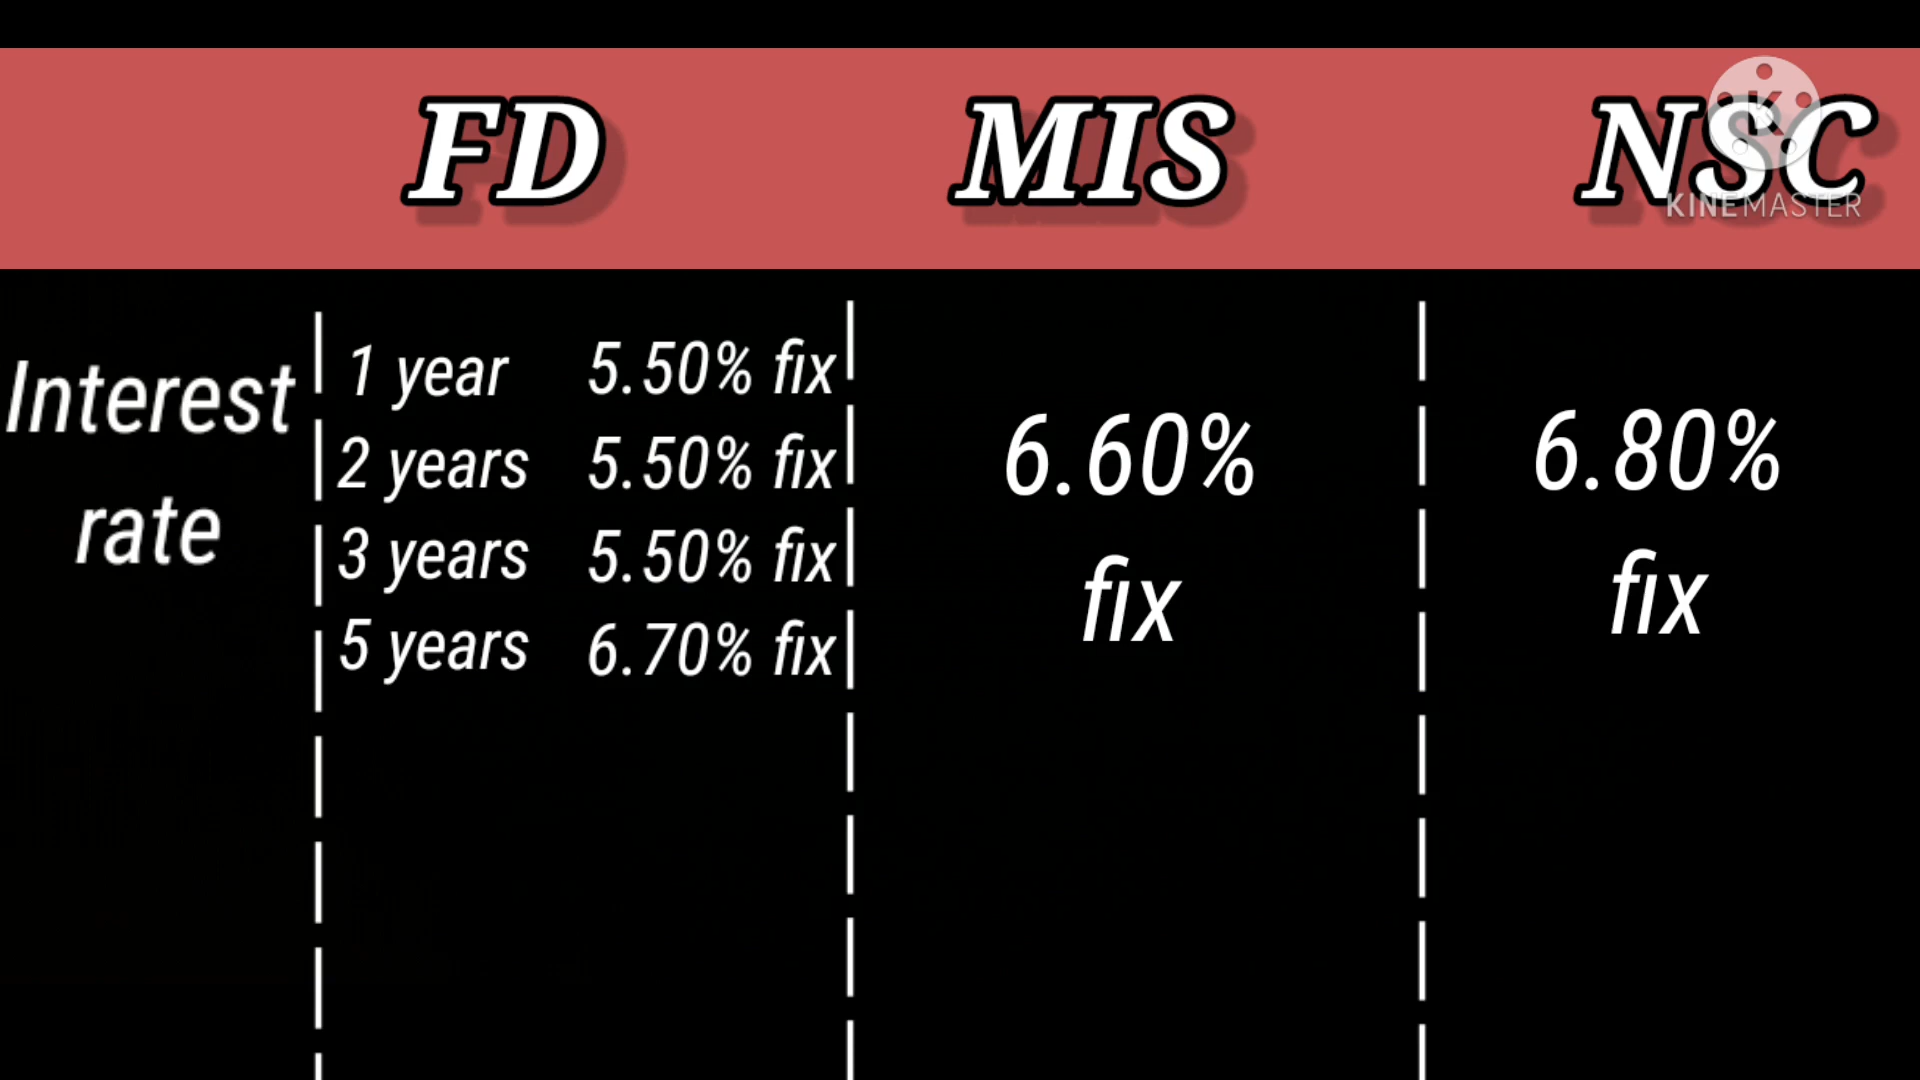 FD MIS NSC
KINEMASTER
Interest
rate
1 year 5.50% fix
2 years 5.50% fix
3 years 5.50% fix
5 years 6.70% fix
6.60%
fix
6.80%
fix